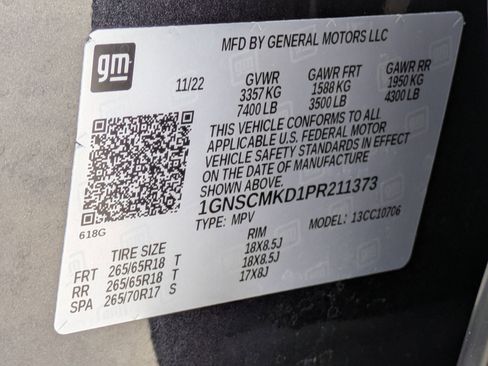 gm
MFD BY GENERAL MOTORS LLC
11/22 GVWR GAWR FRT GAWR RR
3357 KG 1588 KG 1950 KG
7400 LB 3500 LB 4300 LB
THIS VEHICLE CONFORMS TO ALL
APPLICABLE U.S. FEDERAL MOTOR
VEHICLE SAFETY STANDARDS IN EFFECT
ON THE DATE OF MANUFACTURE
SHOWN ABOVE.
1GNSCMKD1PR211373
618G TYPE: MPV MODEL: 13CC10706
TIRE SIZE RIM
FRT 265/65R18 T 18X8.5J
RR 265/65R18 T 18X8.5J
SPA 265/70R17 S 17X8J